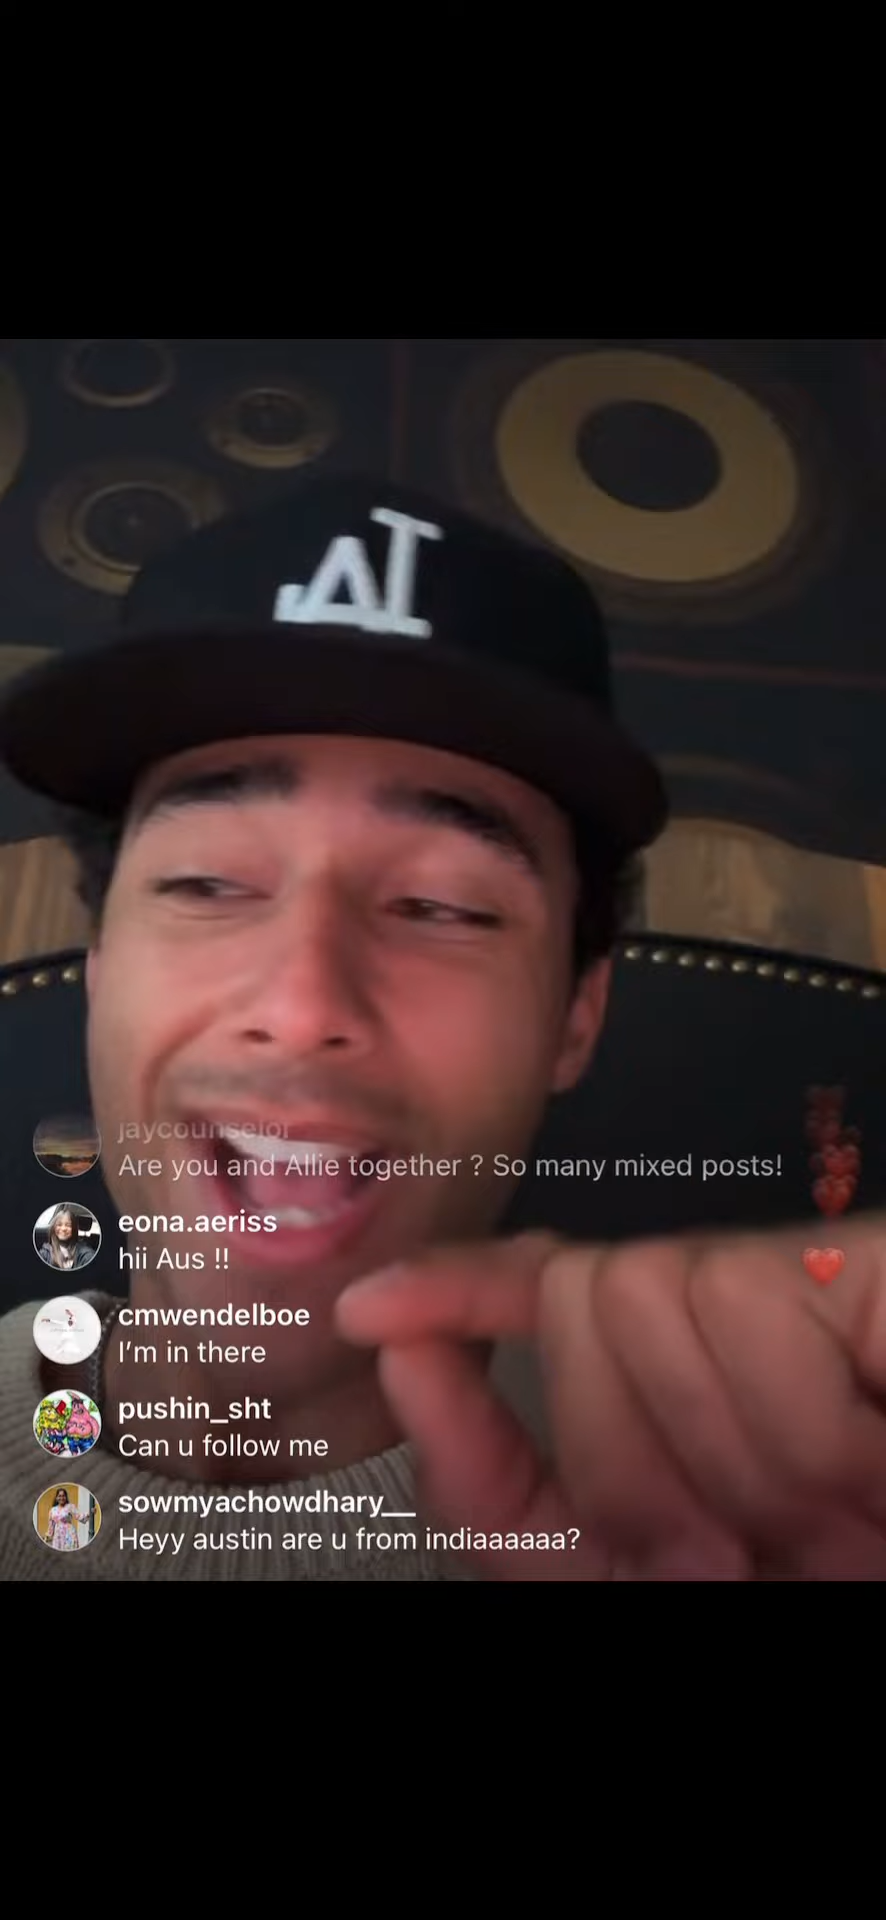 jaycounselor
Are you and Allie together ? So many mixed posts!
eona.aeriss
hii Aus !!
cmwendelboe
I’m in there
pushin_sht
Can u follow me
sowmyachowdhary__
Heyy austin are u from indiaaaaaa?